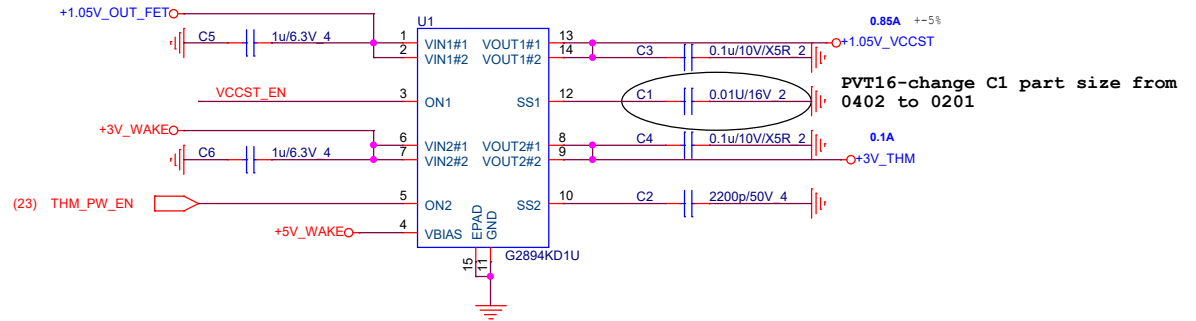 +1.05V_OUT_FET
U1
0.85A +-5%
C5 1u/6.3V_4
1 VIN1#1 VOUT1#1 13
+1.05V_VCCST
2 VIN1#2 VOUT1#2 14
C3 0.1u/10V/X5R_2
VCCST_EN
3 ON1 SS1 12
C1 0.01U/16V_2
PVT16-change C1 part size from
0402 to 0201
+3V_WAKE
6 VIN2#1 VOUT2#1 8
C4 0.1u/10V/X5R_2
0.1A
C6 1u/6.3V_4
7 VIN2#2 VOUT2#2 9
+3V_THM
(23) THM_PW_EN
5 ON2 SS2 10
C2 2200p/50V_4
+5V_WAKE
4 VBIAS
EPAD
GND
G2894KD1U
15
11